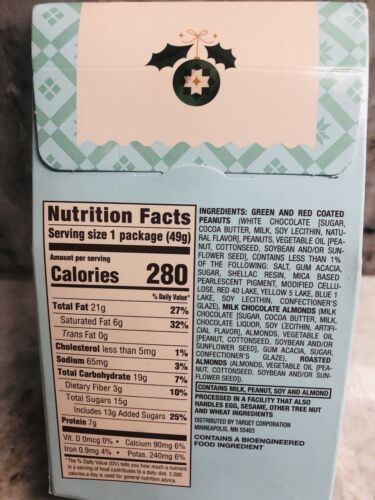 Nutrition Facts
Serving size 1 package (49g)
Amount per serving
Calories 280
% Daily Value*
Total Fat 21g 27%
Saturated Fat 6g 32%
Trans Fat 0g
Cholesterol less than 5mg 1%
Sodium 65mg 3%
Total Carbohydrate 19g 7%
Dietary Fiber 3g 10%
Total Sugars 15g
Includes 13g Added Sugars 25%
Protein 7g
Vit. D 0mcg 0% • Calcium 90mg 6%
Iron 0.9mg 4% • Potas. 240mg 6%
*The % Daily Value (DV) tells you how much a nutrient
in a serving of food contributes to a daily diet. 2,000
calories a day is used for general nutrition advice.
INGREDIENTS: GREEN AND RED COATED
PEANUTS (WHITE CHOCOLATE [SUGAR,
COCOA BUTTER, MILK, SOY LECITHIN, NATU-
RAL FLAVOR], PEANUTS, VEGETABLE OIL [PEA-
NUT, COTTONSEED, SOYBEAN AND/OR SUN-
FLOWER SEED], CONTAINS LESS THAN 1%
OF THE FOLLOWING: SALT, GUM ACACIA,
SUGAR, SHELLAC RESIN, MICA BASED
PEARLESCENT PIGMENT, MODIFIED CELLU-
LOSE, RED 40 LAKE, YELLOW 5 LAKE, BLUE 1
LAKE, SOY LECITHIN, CONFECTIONER'S
GLAZE), MILK CHOCOLATE ALMONDS (MILK
CHOCOLATE [SUGAR, COCOA BUTTER, MILK,
CHOCOLATE LIQUOR, SOY LECITHIN, ARTIFI-
CIAL FLAVOR], ALMONDS, VEGETABLE OIL
[PEANUT, COTTONSEED, SOYBEAN AND/OR
SUNFLOWER SEED], GUM ACACIA, SUGAR,
CONFECTIONER'S GLAZE), ROASTED
ALMONDS (ALMONDS, VEGETABLE OIL [PEA-
NUT, COTTONSEED, SOYBEAN AND/OR SUN-
FLOWER SEED]).
CONTAINS MILK, PEANUT, SOY AND ALMOND
PROCESSED IN A FACILITY THAT ALSO
HANDLES EGG, SESAME, OTHER TREE NUT
AND WHEAT INGREDIENTS
DISTRIBUTED BY TARGET CORPORATION
MINNEAPOLIS, MN 55403
CONTAINS A BIOENGINEERED
FOOD INGREDIENT